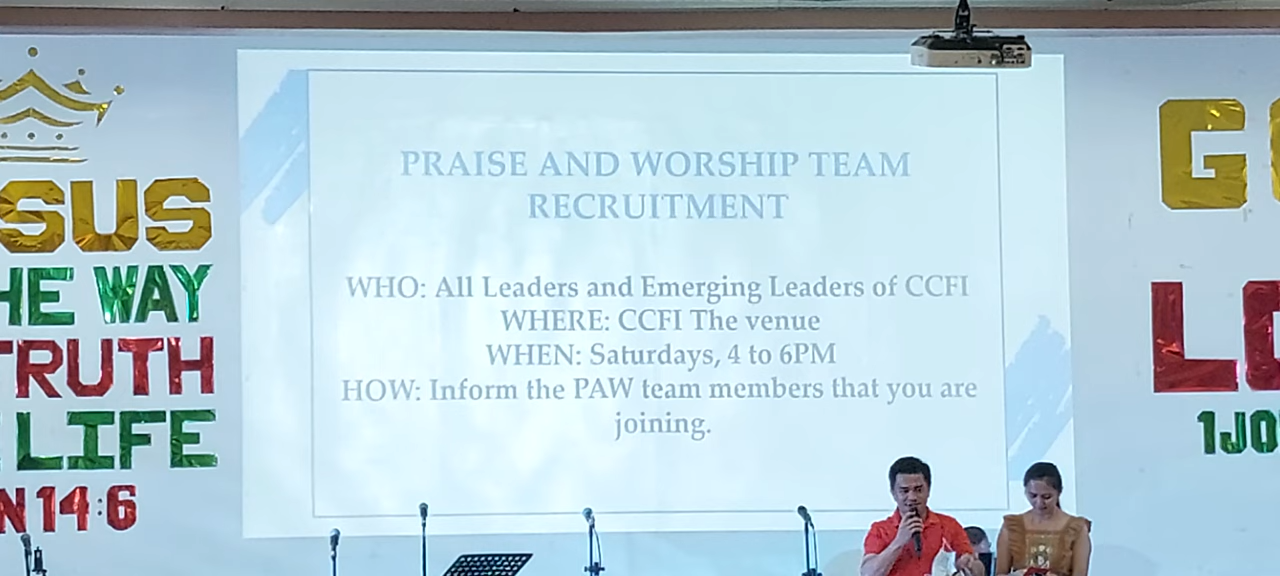 SUS
HE WAY
TRUTH
LIFE
N 14:6
PRAISE AND WORSHIP TEAM
RECRUITMENT
WHO: All Leaders and Emerging Leaders of CCFI
WHERE: CCFI The venue
WHEN: Saturdays, 4 to 6PM
HOW: Inform the PAW team members that you are
joining.
G
LO
1JO